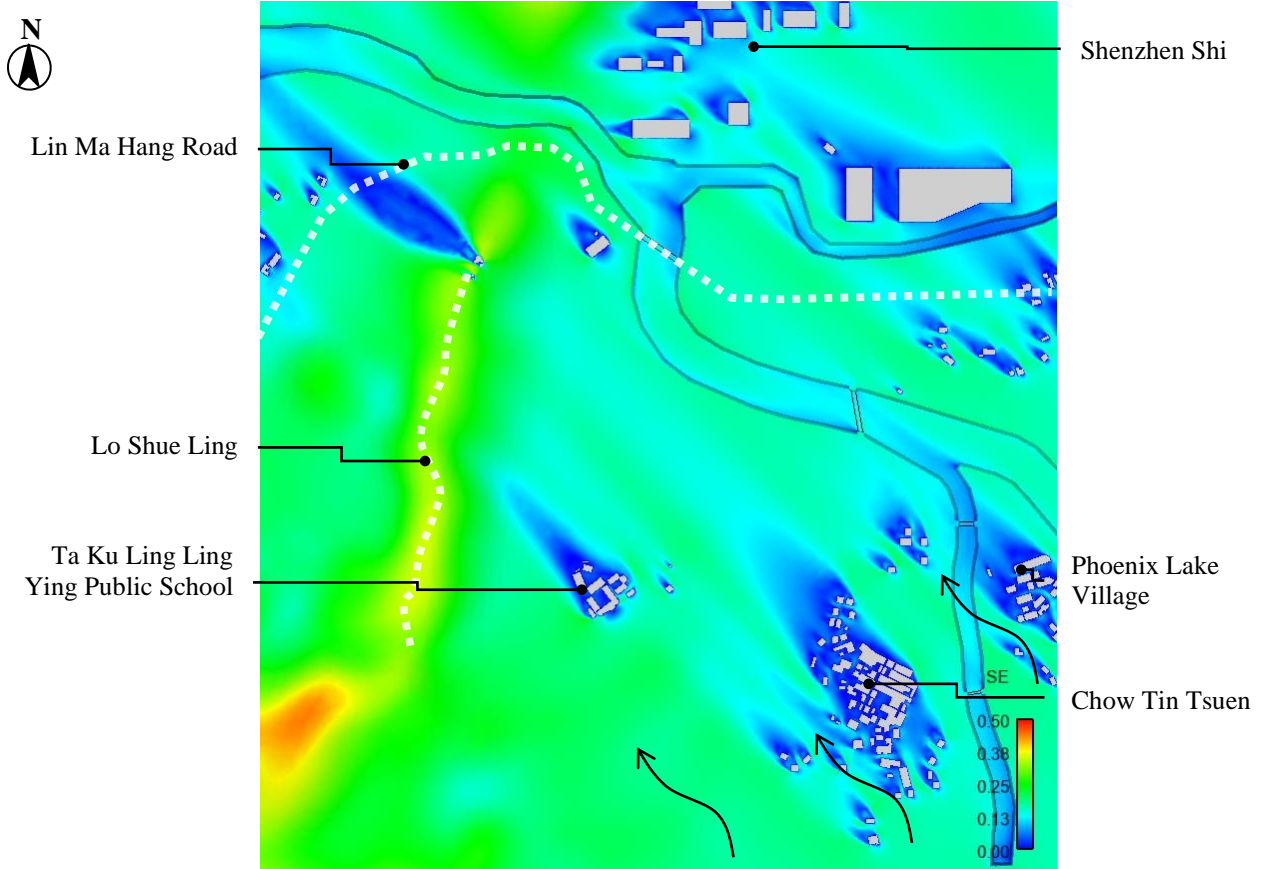 N
Shenzhen Shi
Lin Ma Hang Road
Lo Shue Ling
Ta Ku Ling Ling
Ying Public School
Phoenix Lake
Village
SE
Chow Tin Tsuen
0.50
0.38
0.25
0.13
0.00